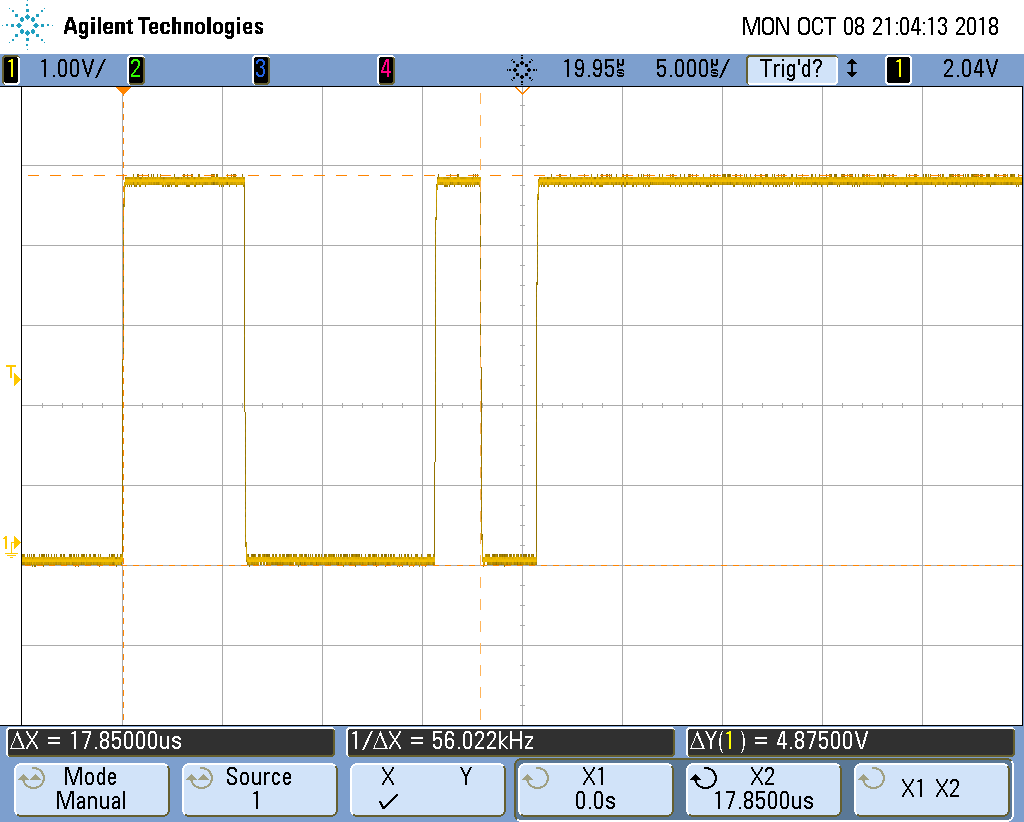 Agilent Technologies MON OCT 08 21:04:13 2018
1 1.00V/ 2 3 4 19.95µs 5.000µs/ Trig'd? ↕ 1 2.04V
T
1
ΔX = 17.85000us 1/ΔX = 56.022kHz ΔY(1) = 4.87500V
Mode Source X Y X1 X2 X1 X2
Manual 1 ✓ 0.0s 17.8500us